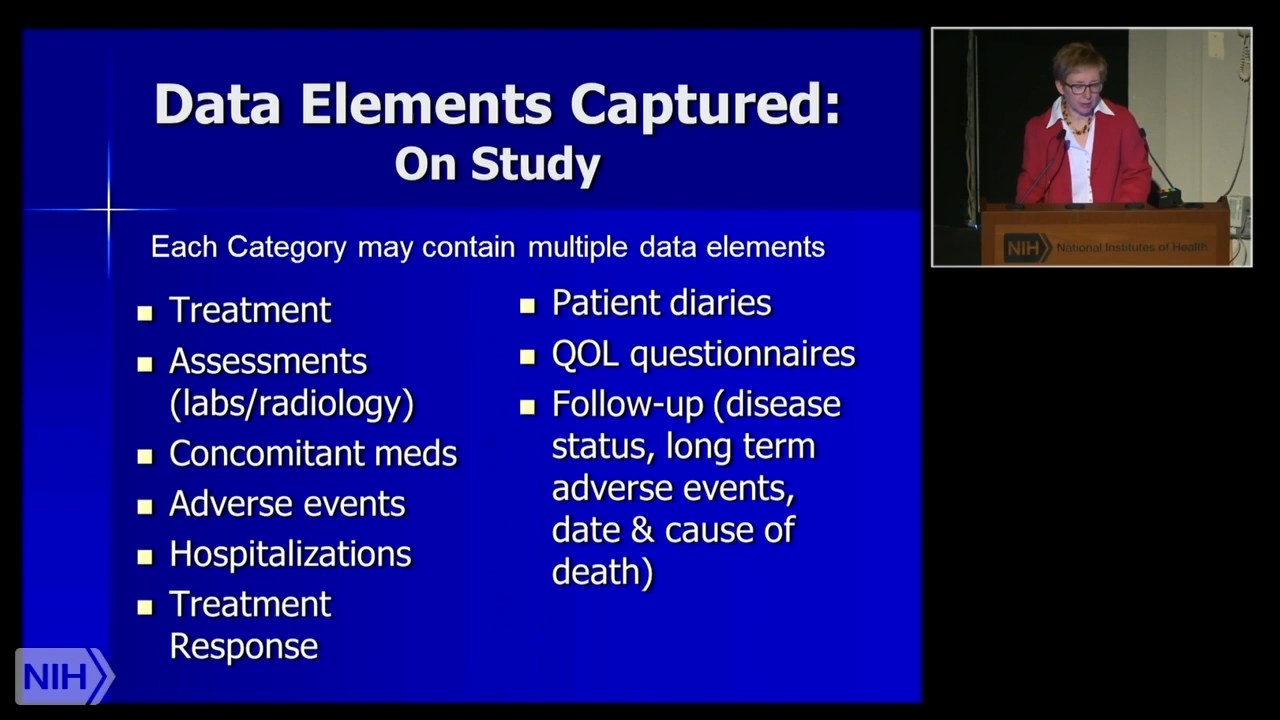 Data Elements Captured:
On Study
Each Category may contain multiple data elements
Treatment
Assessments
(labs/radiology)
Concomitant meds
Adverse events
Hospitalizations
Treatment
Response
Patient diaries
QOL questionnaires
Follow-up (disease
status, long term
adverse events,
date & cause of
death)
NIH
NIH National Institutes of Health